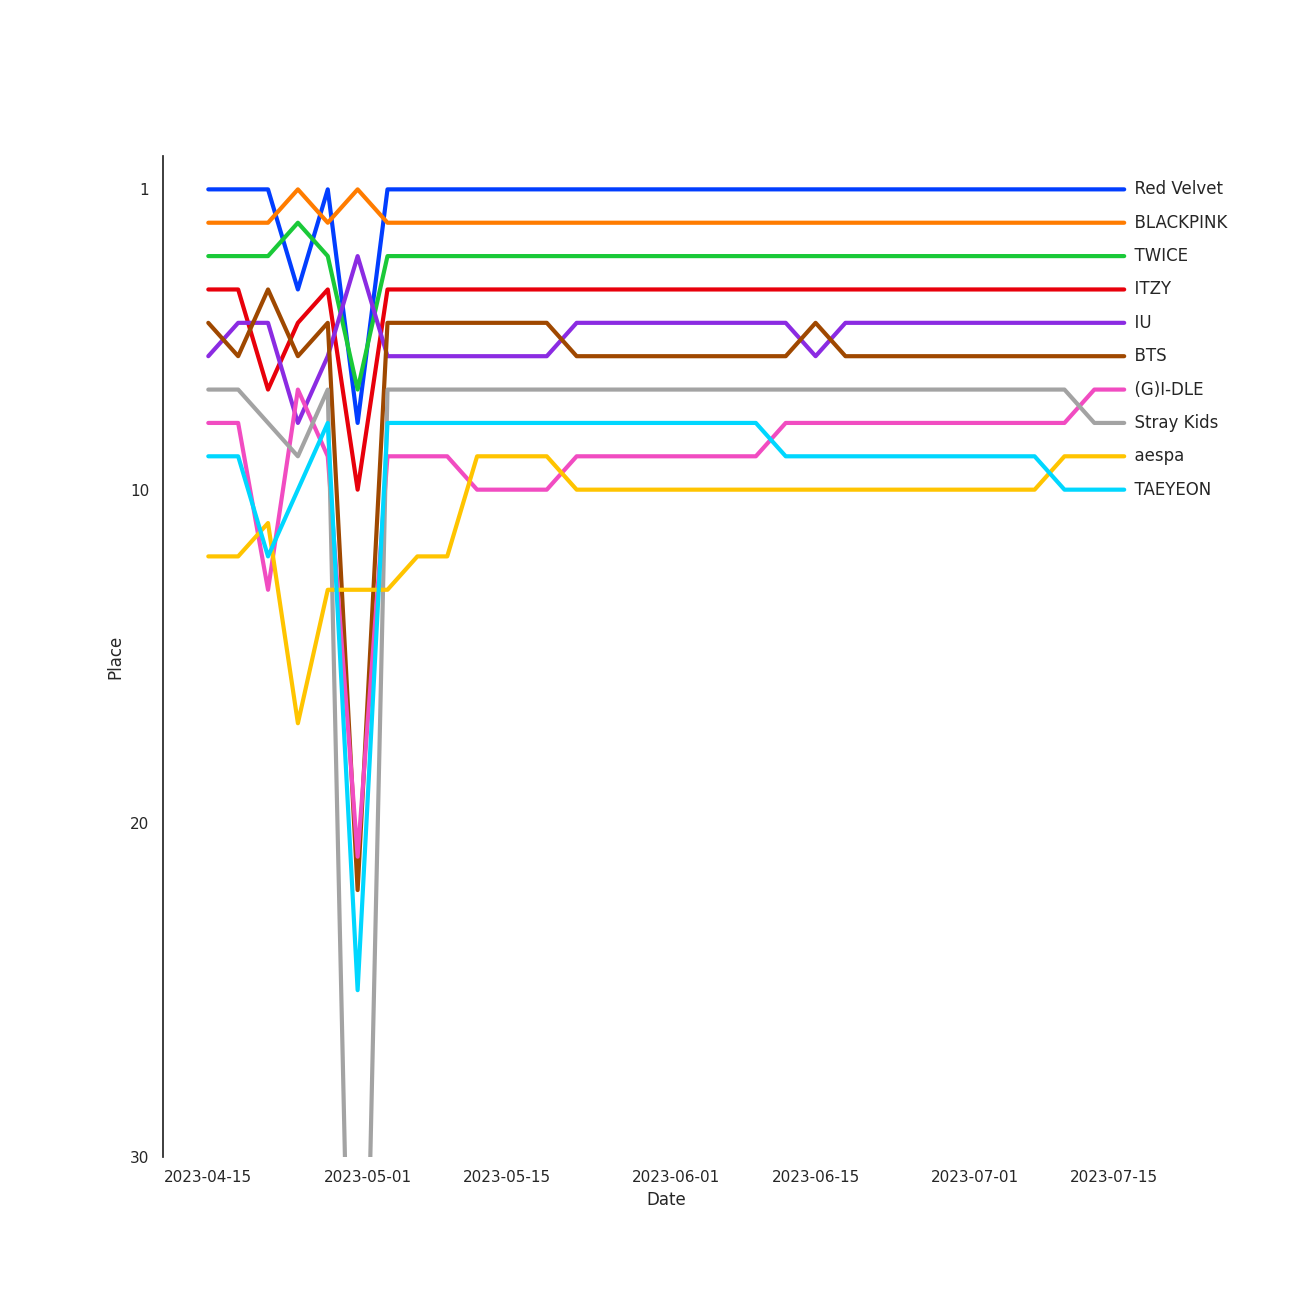 1
10
20
30
Place
Red Velvet
BLACKPINK
TWICE
ITZY
IU
BTS
(G)I-DLE
Stray Kids
aespa
TAEYEON
2023-04-15
2023-05-01
2023-05-15
2023-06-01
2023-06-15
2023-07-01
2023-07-15
Date